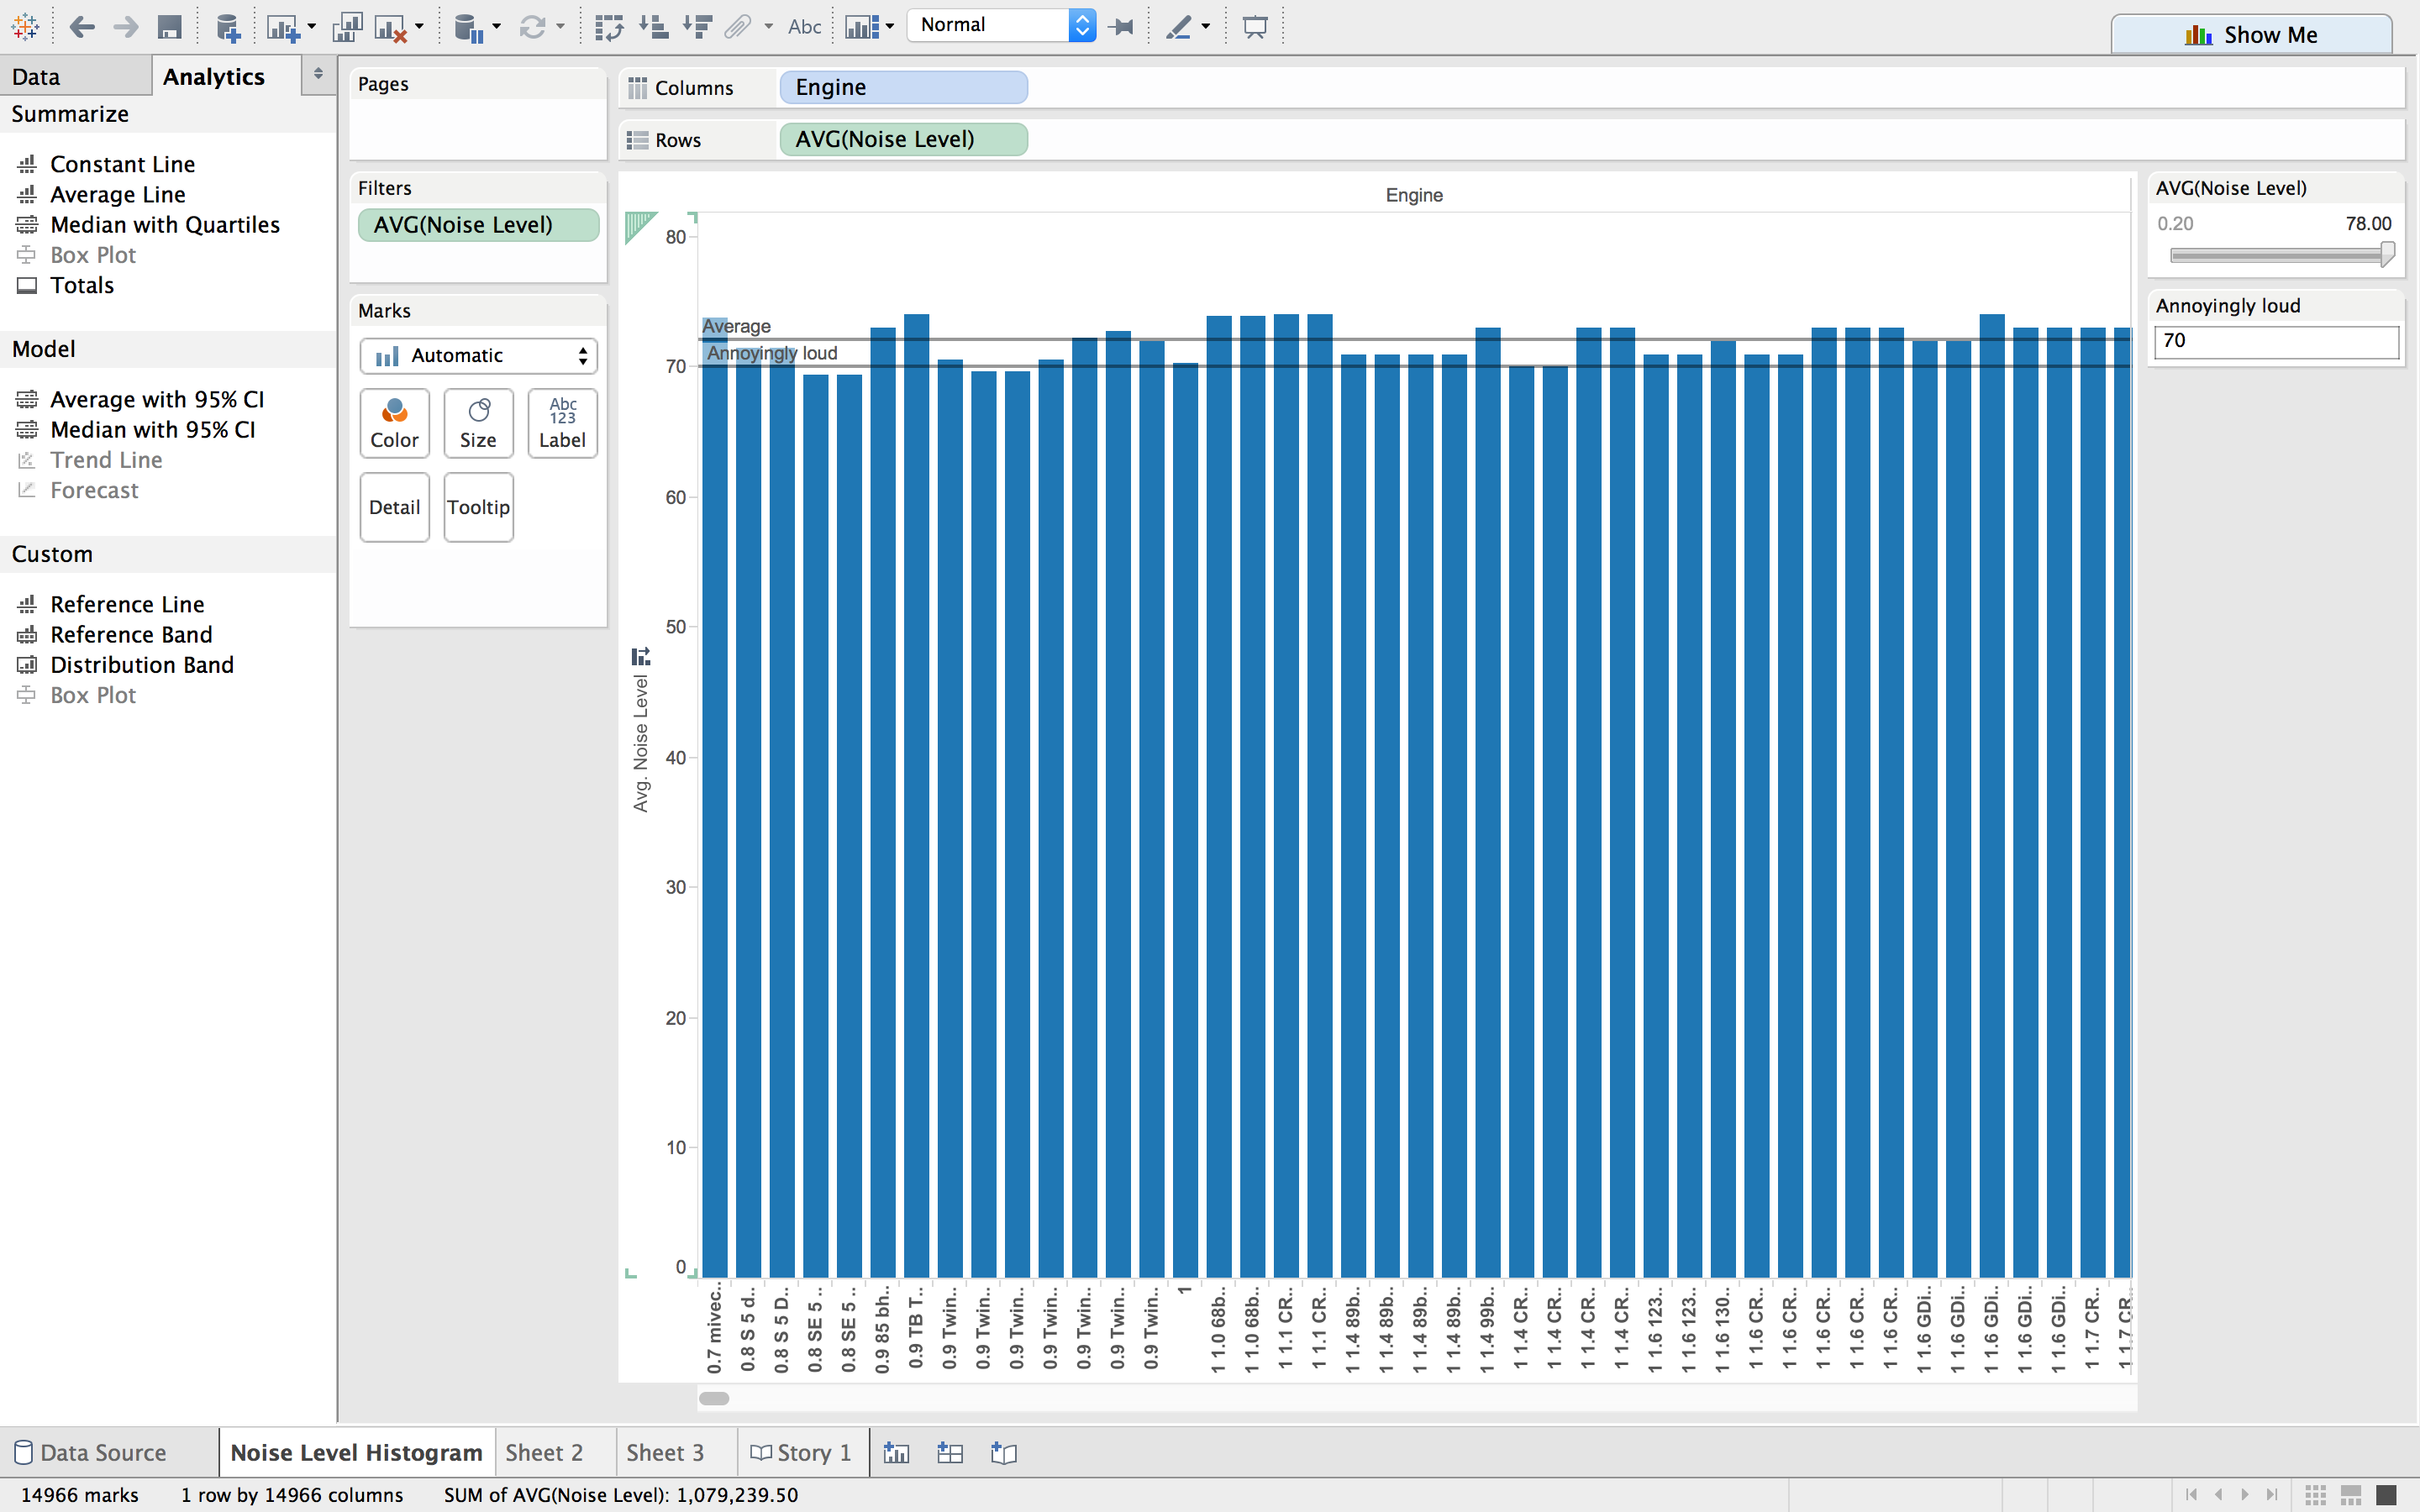 Abc
Normal
Show Me
Data
Analytics
Summarize
Constant Line
Average Line
Median with Quartiles
Box Plot
Totals
Model
Average with 95% CI
Median with 95% CI
Trend Line
Forecast
Custom
Reference Line
Reference Band
Distribution Band
Box Plot
Pages
Filters
AVG(Noise Level)
Marks
Automatic
Color
Size
Abc
123
Label
Detail
Tooltip
Columns
Engine
Rows
AVG(Noise Level)
Engine
Avg. Noise Level
80
70
60
50
40
30
20
10
0
Average
Annoyingly loud
0.7 mivec..
0.8 S 5 d..
0.8 S 5 D..
0.8 SE 5 ..
0.8 SE 5 ..
0.9 85 bh..
0.9 TB T..
0.9 Twin..
0.9 Twin..
0.9 Twin..
0.9 Twin..
0.9 Twin..
0.9 Twin..
0.9 Twin..
1
1 1.0 68b..
1 1.0 68b..
1 1.1 CR..
1 1.1 CR..
1 1.4 89b..
1 1.4 89b..
1 1.4 89b..
1 1.4 89b..
1 1.4 99b..
1 1.4 CR..
1 1.4 CR..
1 1.4 CR..
1 1.4 CR..
1 1.6 123..
1 1.6 123..
1 1.6 130..
1 1.6 CR..
1 1.6 CR..
1 1.6 CR..
1 1.6 CR..
1 1.6 CR..
1 1.6 GDi..
1 1.6 GDi..
1 1.6 GDi..
1 1.6 GDi..
1 1.6 GDi..
1 1.7 CR..
1 1.7 CR..
AVG(Noise Level)
0.20 78.00
Annoyingly loud
70
Data Source
Noise Level Histogram
Sheet 2
Sheet 3
Story 1
14966 marks
1 row by 14966 columns
SUM of AVG(Noise Level): 1,079,239.50